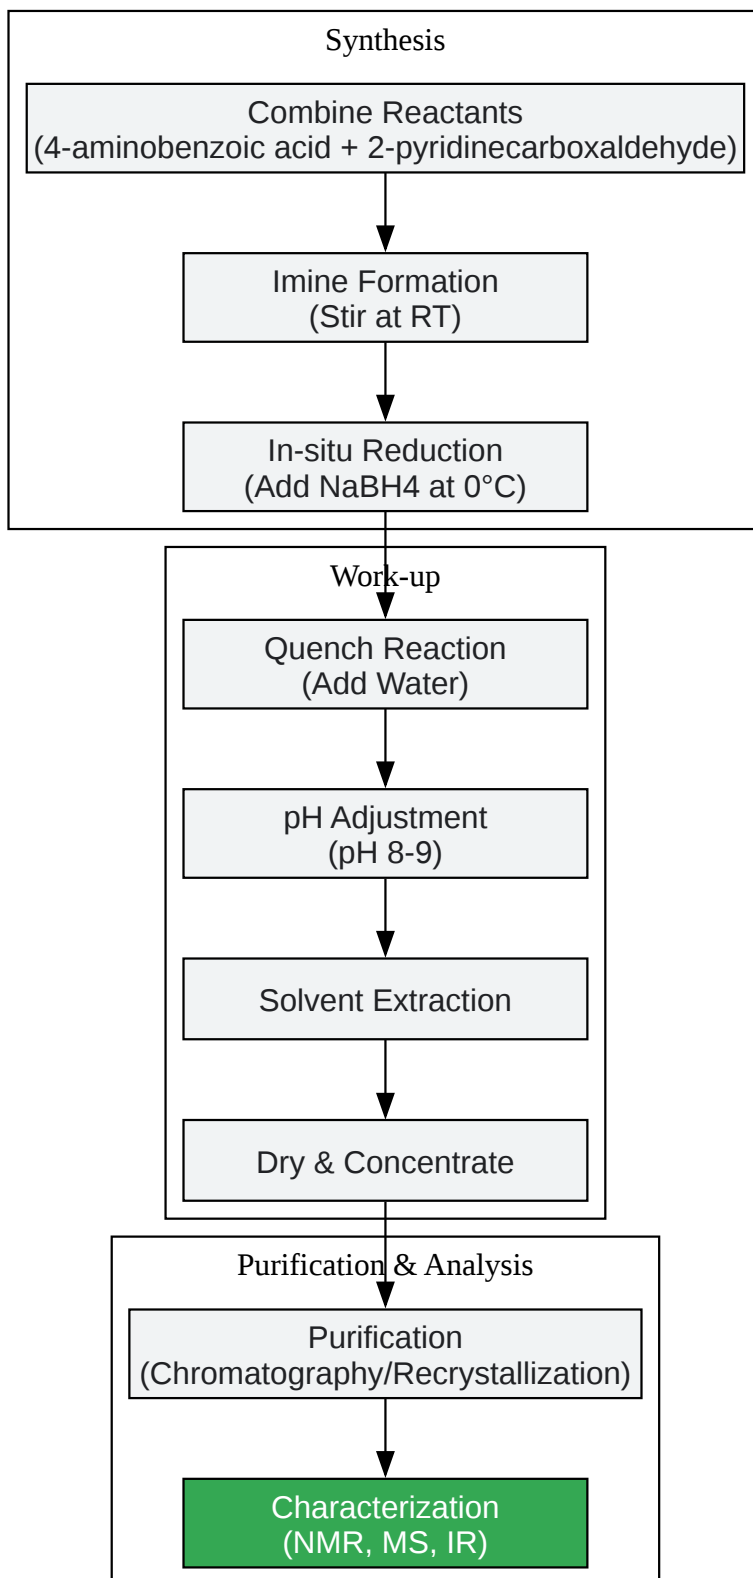 Synthesis
Combine Reactants
(4-aminobenzoic acid + 2-pyridinecarboxaldehyde)
Imine Formation
(Stir at RT)
In-situ Reduction
(Add NaBH4 at 0°C)
Work-up
Quench Reaction
(Add Water)
pH Adjustment
(pH 8-9)
Solvent Extraction
Dry & Concentrate
Purification & Analysis
Purification
(Chromatography/Recrystallization)
Characterization
(NMR, MS, IR)